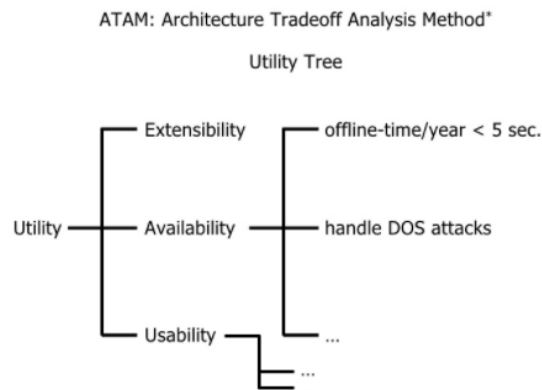 ATAM: Architecture Tradeoff Analysis Method*
Utility Tree
Extensibility
offline-time/year < 5 sec.
Utility
Availability
handle DOS attacks
Usability
...
...